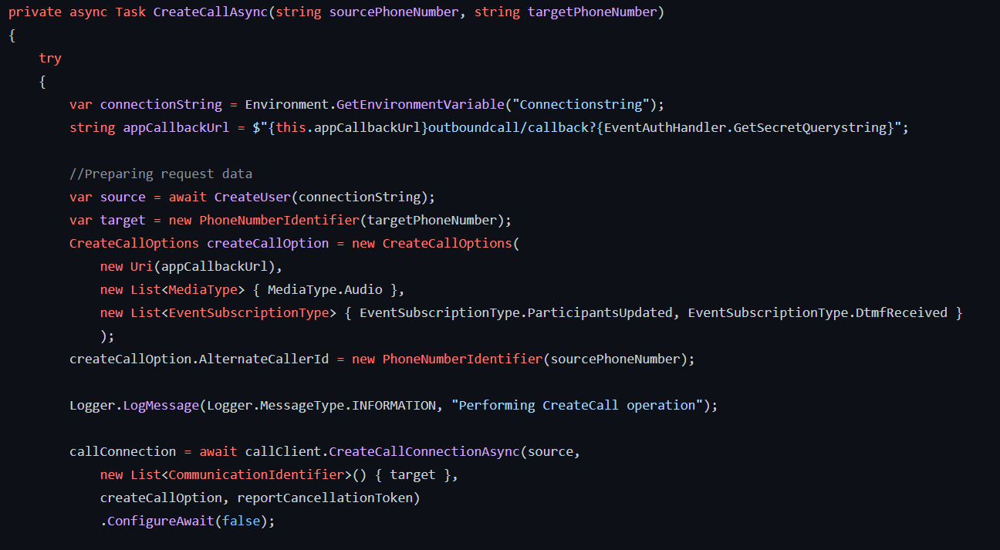 private async Task CreateCallAsync(string sourcePhoneNumber, string targetPhoneNumber)
{
    try
    {
        var connectionString = Environment.GetEnvironmentVariable("Connectionstring");
        string appCallbackUrl = $"{this.appCallbackUrl}outboundcall/callback?{EventAuthHandler.GetSecretQuerystring}";

        //Preparing request data
        var source = await CreateUser(connectionString);
        var target = new PhoneNumberIdentifier(targetPhoneNumber);
        CreateCallOptions createCallOption = new CreateCallOptions(
            new Uri(appCallbackUrl),
            new List<MediaType> { MediaType.Audio },
            new List<EventSubscriptionType> { EventSubscriptionType.ParticipantsUpdated, EventSubscriptionType.DtmfReceived }
            );
        createCallOption.AlternateCallerId = new PhoneNumberIdentifier(sourcePhoneNumber);

        Logger.LogMessage(Logger.MessageType.INFORMATION, "Performing CreateCall operation");

        callConnection = await callClient.CreateCallConnectionAsync(source,
            new List<CommunicationIdentifier>() { target },
            createCallOption, reportCancellationToken)
            .ConfigureAwait(false);